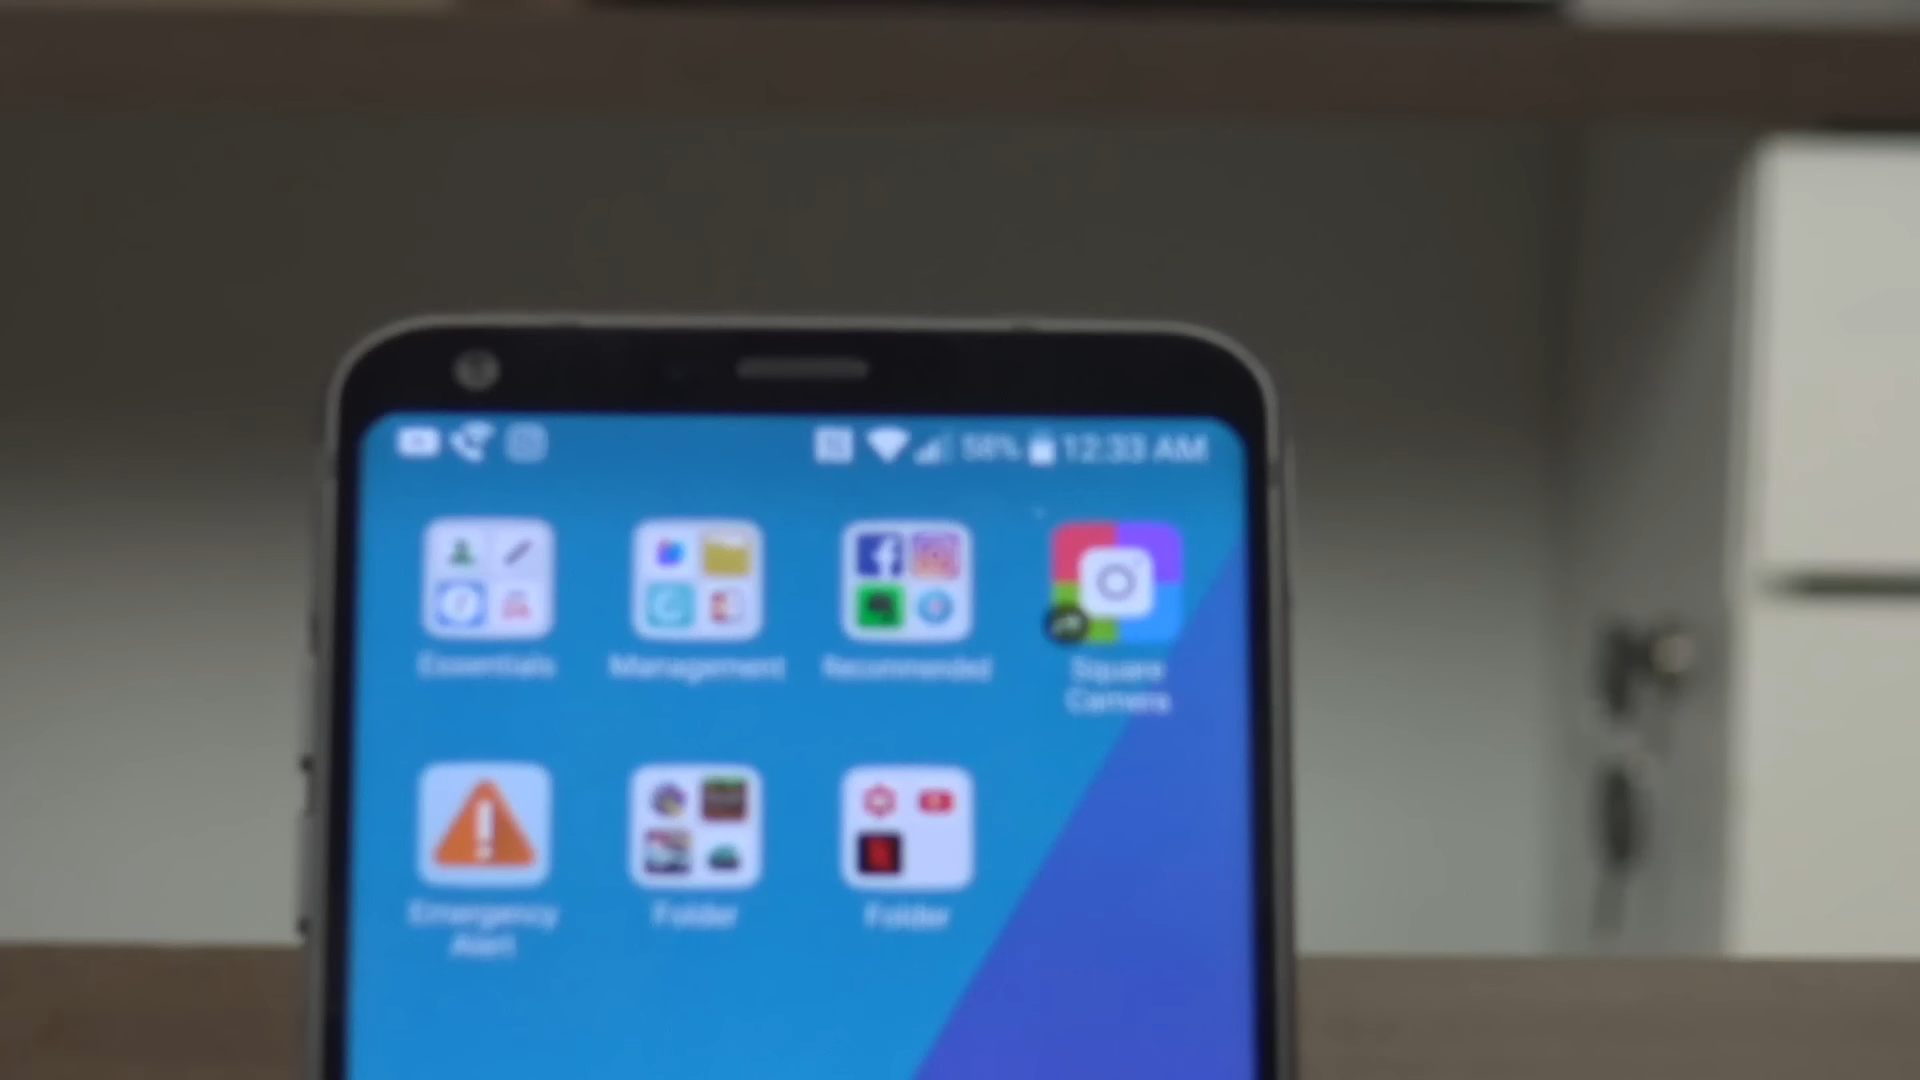 12:33 AM
Essentials
Management
Recommended
Square
Camera
Emergency
Alert
Folder
Folder